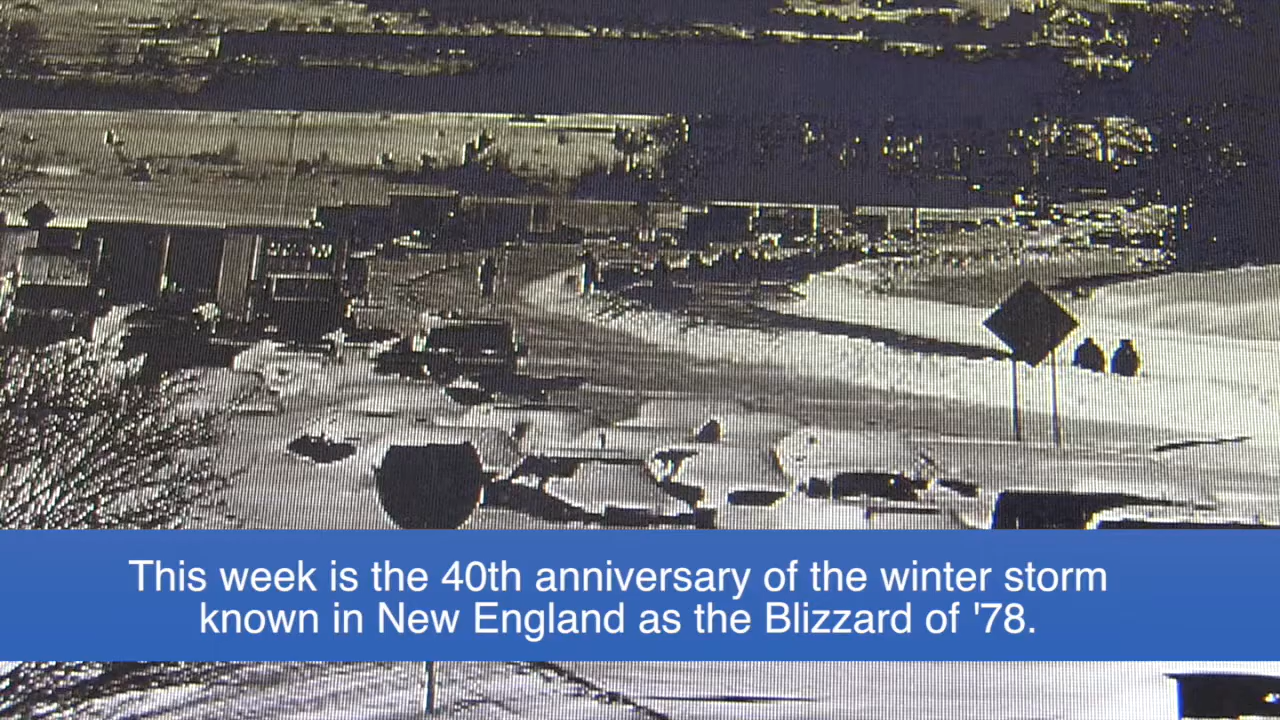 This week is the 40th anniversary of the winter storm
known in New England as the Blizzard of '78.